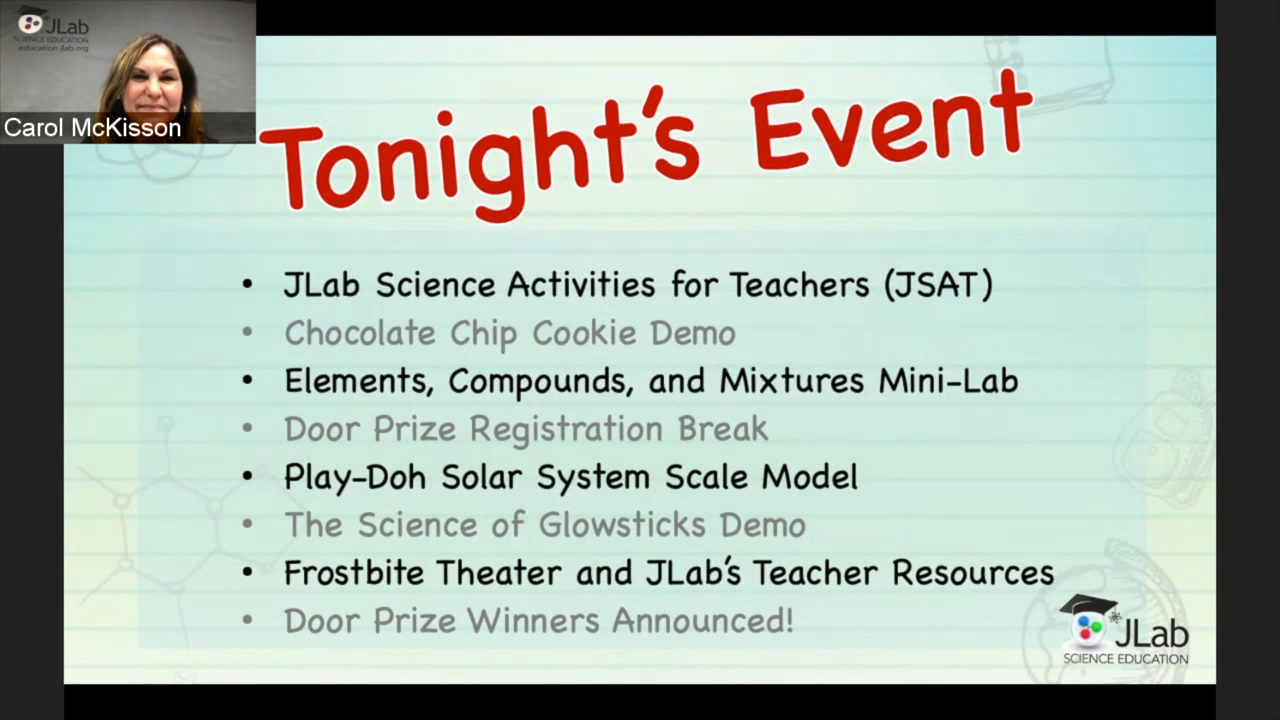 JLab
SCIENCE EDUCATION
education.jlab.org
Carol McKisson
Tonight's Event
• JLab Science Activities for Teachers (JSAT)
• Chocolate Chip Cookie Demo
• Elements, Compounds, and Mixtures Mini-Lab
• Door Prize Registration Break
• Play-Doh Solar System Scale Model
• The Science of Glowsticks Demo
• Frostbite Theater and JLab's Teacher Resources
• Door Prize Winners Announced!
JLab
SCIENCE EDUCATION